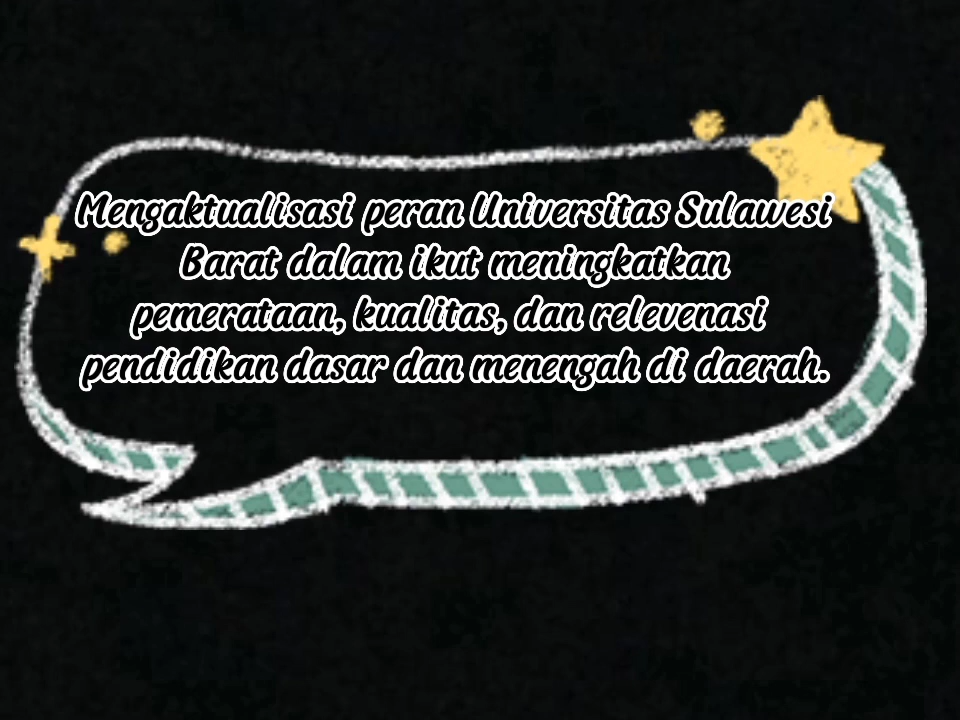 Mengaktualisasi peran Universitas Sulawesi
Barat dalam ikut meningkatkan
pemerataan, kualitas, dan relevenasi
pendidikan dasar dan menengah di daerah.